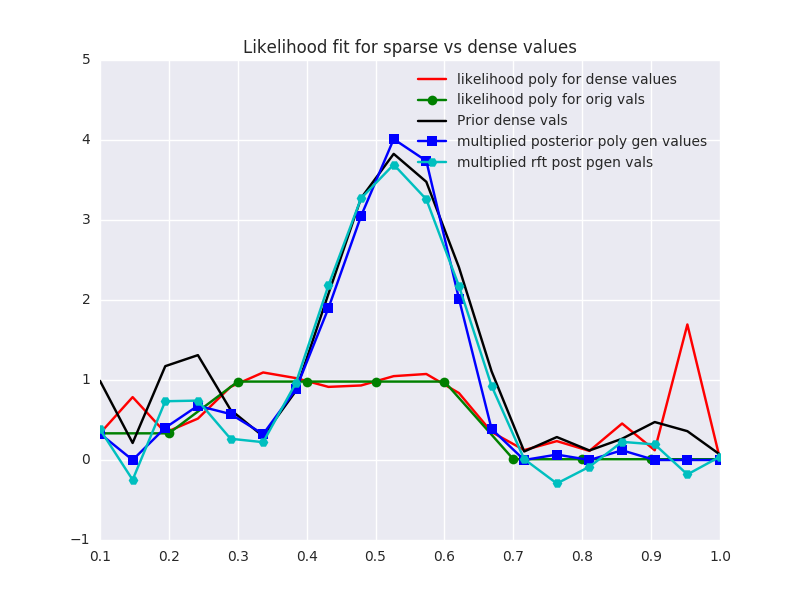 Likelihood fit for sparse vs dense values
5
likelihood poly for dense values
likelihood poly for orig vals
4
Prior dense vals
multiplied posterior poly gen values
multiplied rft post pgen vals
3
2
1
0
−1
0.1 0.2 0.3 0.4 0.5 0.6 0.7 0.8 0.9 1.0